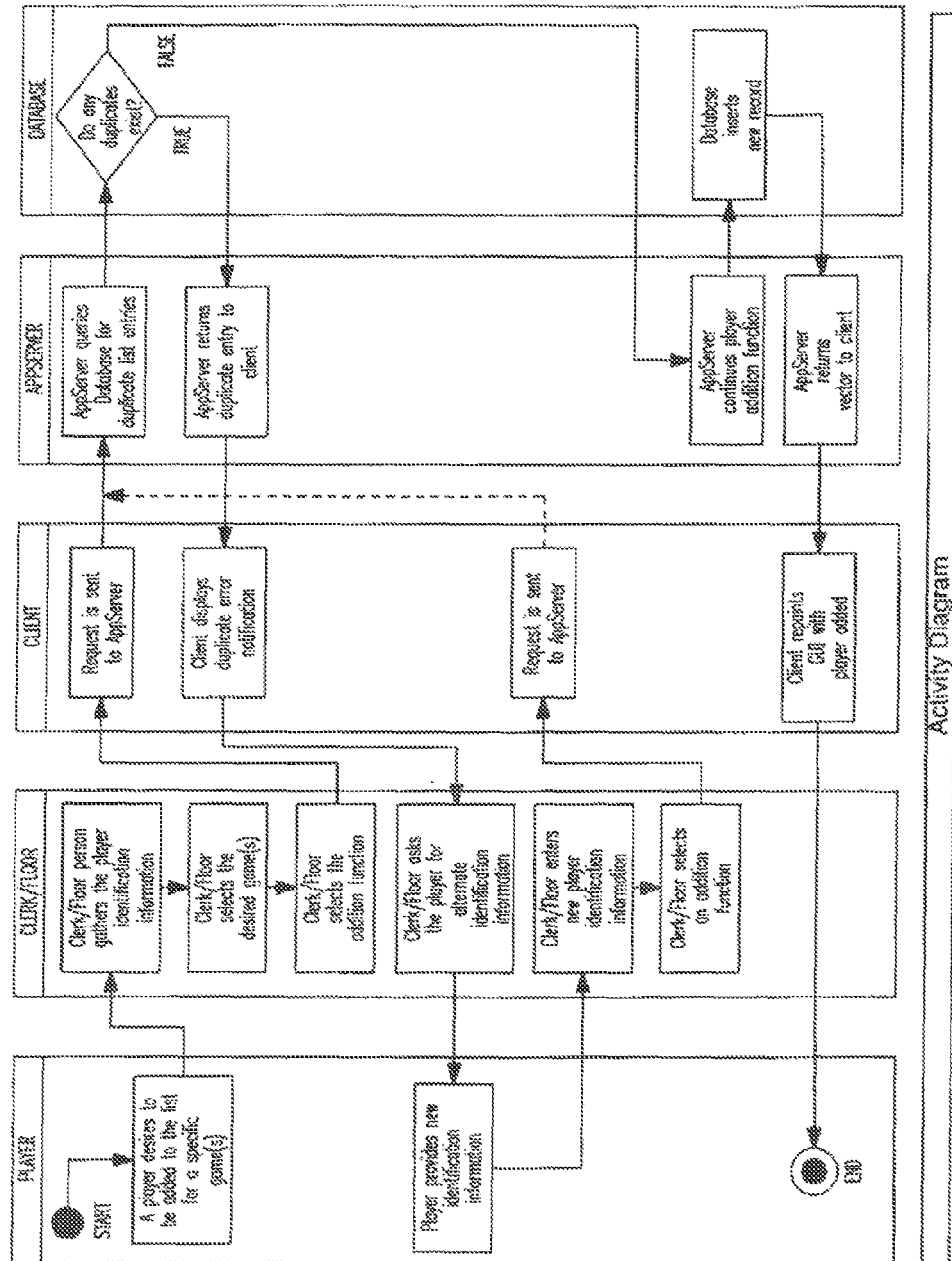 PLAYER
START
A player desires to
be added to the list
for a specific
game(s)
Player provides new
identification
information
END
CLERK/FLOOR
Clerk/Floor person
gathers the player
identification
information
Clerk/Floor
selects the
desired game(s)
Clerk/Floor
selects the
addition function
Clerk/Floor asks
the player for
alternate
identification
information
Clerk/Floor enters
new player
identification
information
Clerk/Floor selects
on addition
function
CLIENT
Request is sent
to AppServer
Client displays
duplicate error
notification
Request is sent
to AppServer
Client repaints
GUI with
player added
APPSERVER
AppServer queries
Database for
duplicate list entries
AppServer returns
duplicate entry to
client
AppServer
continues player
addition function
AppServer
returns
vector to client
DATABASE
Do any
duplicates
exist?
TRUE
FALSE
Database
inserts
new record
Activity Diagram